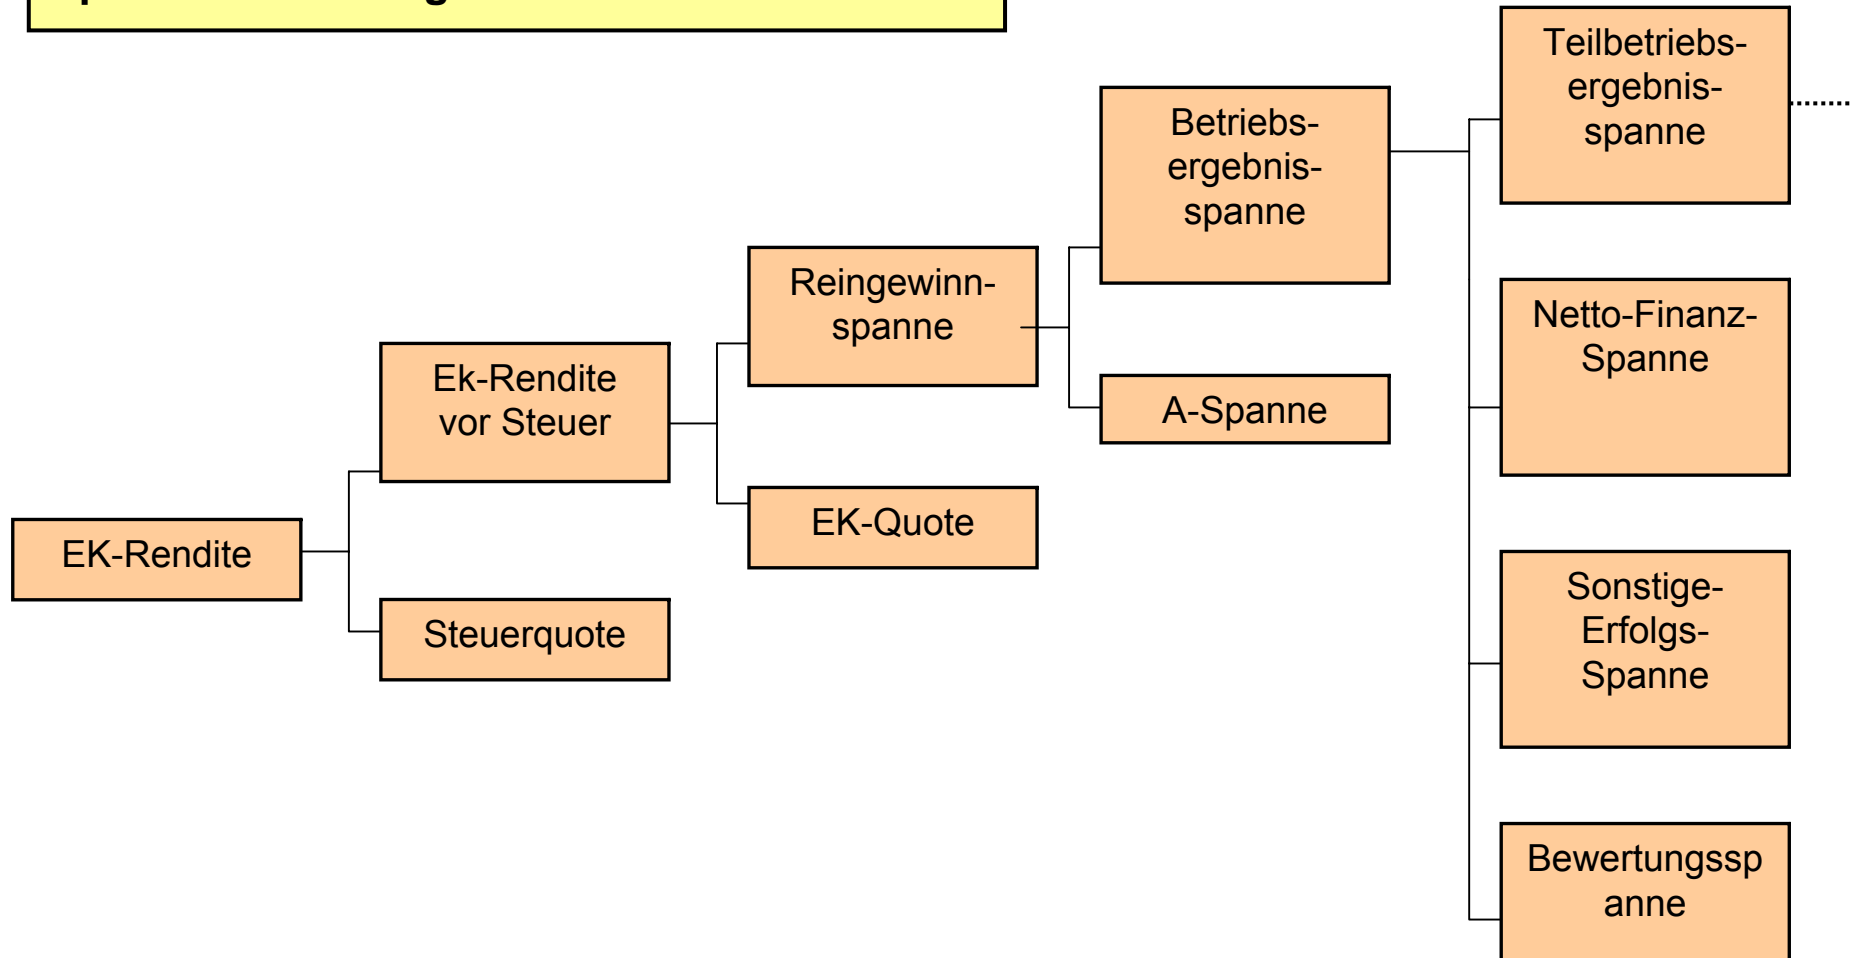 Teilbetriebs-
ergebnis-
spanne
Betriebs-
ergebnis-
spanne
Reingewinn-
spanne
Netto-Finanz-
Spanne
Ek-Rendite
vor Steuer
A-Spanne
EK-Quote
EK-Rendite
Sonstige-
Erfolgs-
Spanne
Steuerquote
Bewertungssp
anne